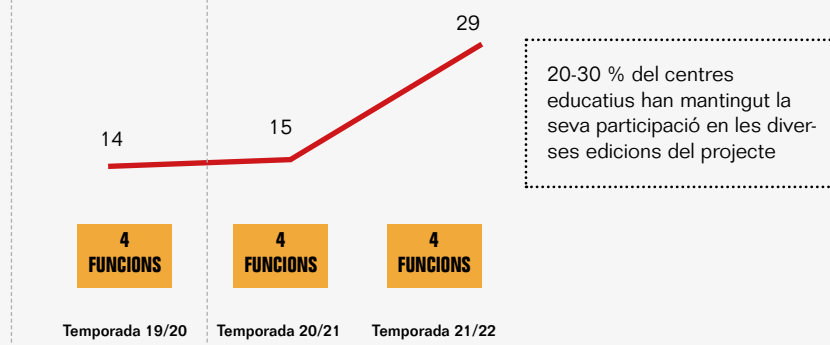 29
15
14
20-30 % del centres
educatius han mantingut la
seva participació en les diver-
ses edicions del projecte
4
FUNCIONS
4
FUNCIONS
4
FUNCIONS
Temporada 19/20
Temporada 20/21
Temporada 21/22